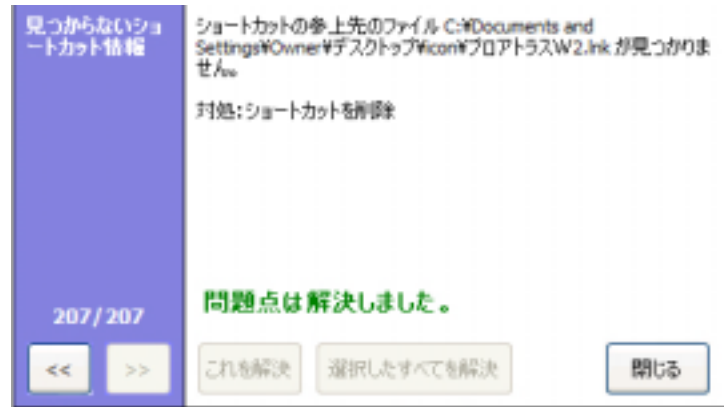 見つからないショ
ートカット情報
ショートカットの参上先のファイル C:¥Documents and
Settings¥Owner¥デスクトップ¥icon¥プロアトラスW2.lnk が見つかりま
せん。
対処:ショートカットを削除
問題点は解決しました。
207/207
<<
>>
これを解決
選択したすべてを解決
閉じる